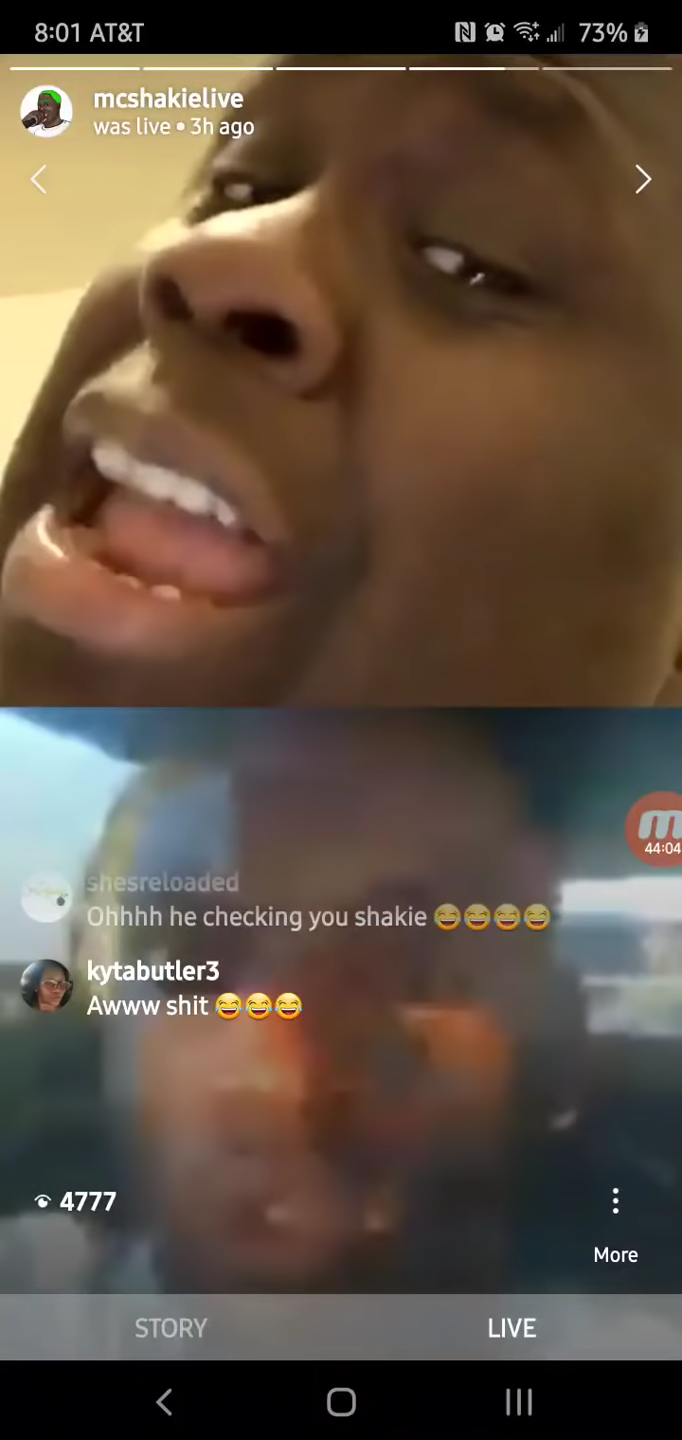 8:01 AT&T 73%
mcshakielive
was live • 3h ago
m
44:04
shesreloaded
Ohhhh he checking you shakie 😂😂😂😂
kytabutler3
Awww shit 😂😂😂
4777
More
STORY LIVE